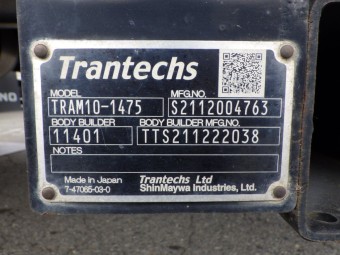 Trantechs
MODEL MFG.NO.
TRAM10-1475 S2112004763
BODY BUILDER BODY BUILDER MFG.NO.
11401 TTS211222038
NOTES
Made in Japan Trantechs Ltd
7-47065-03-0 ShinMaywa Industries, Ltd.